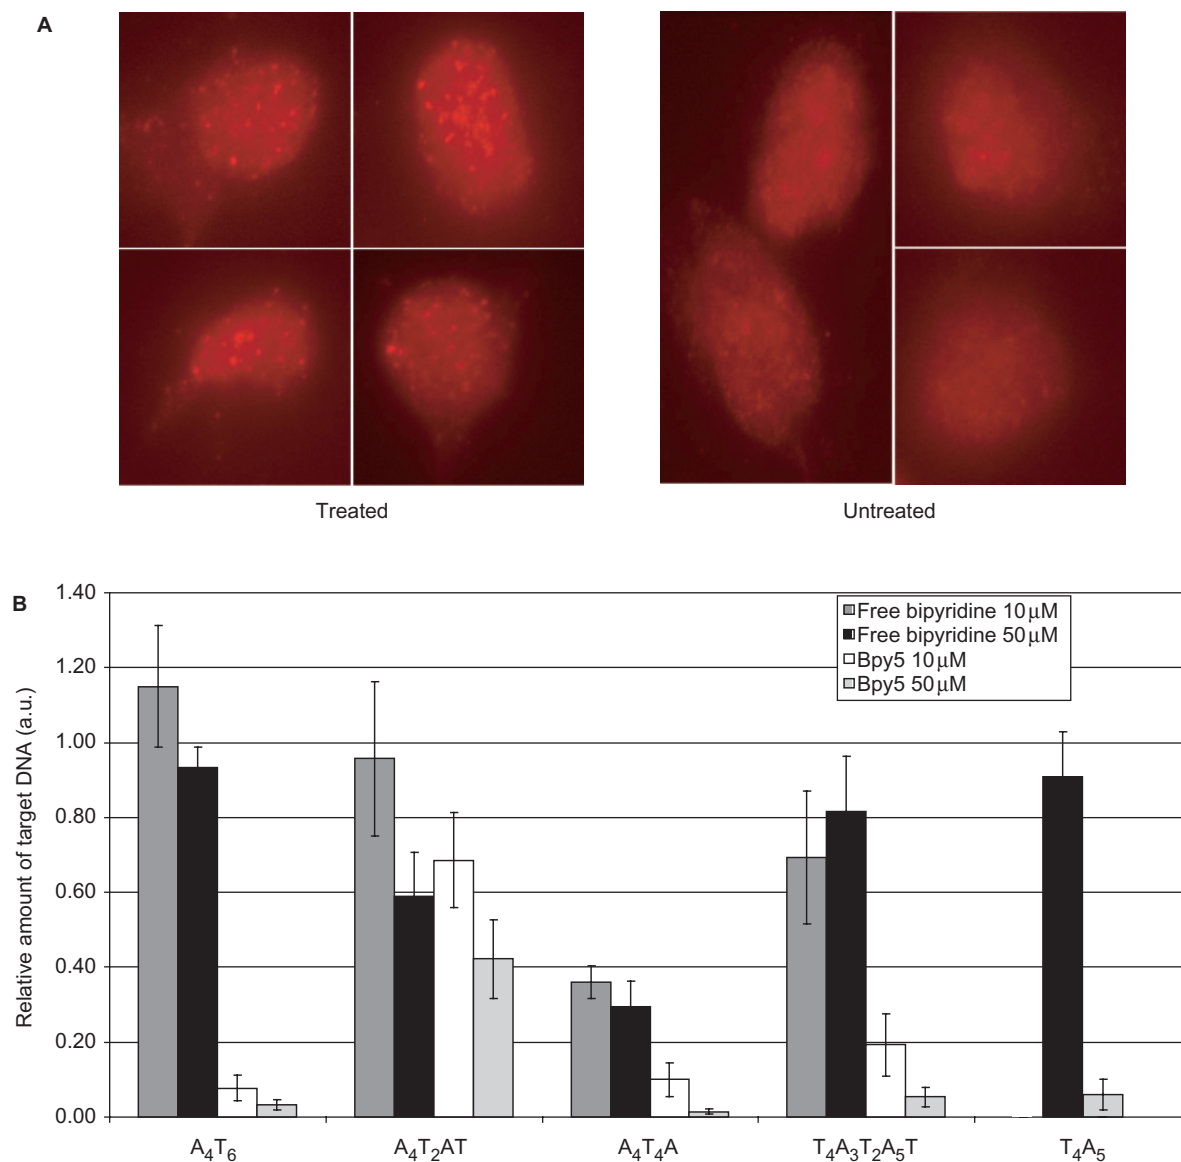 A
Treated
Untreated
B
Relative amount of target DNA (a.u.)
1.40
1.20
1.00
0.80
0.60
0.40
0.20
0.00
Free bipyridine 10 μM
Free bipyridine 50 μM
Bpy5 10 μM
Bpy5 50 μM
A₄T₆
A₄T₂AT
A₄T₄A
T₄A₃T₂A₅T
T₄A₅